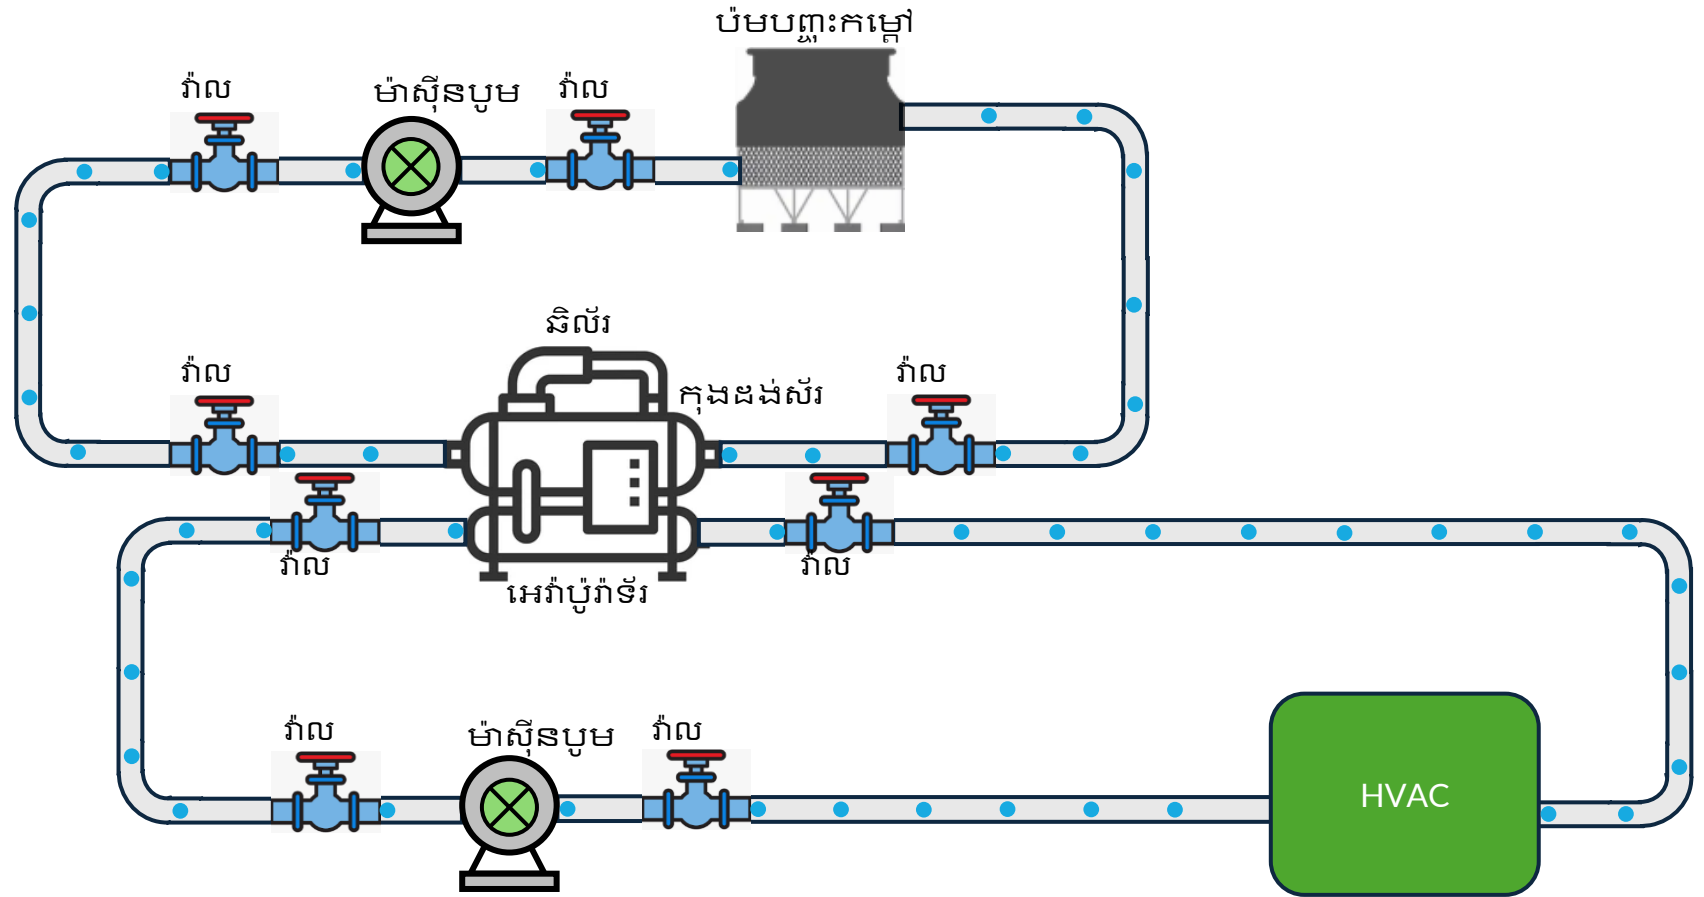 ប៉មបញ្ចុះកម្ដៅ
វ៉ាល
ម៉ាស៊ីនបូម
វ៉ាល
ឆិល័រ
វ៉ាល
កុងដង់ស័រ
វ៉ាល
វ៉ាល
វ៉ាល
អេវ៉ាប៉ូរ៉ាទ័រ
វ៉ាល
ម៉ាស៊ីនបូម
វ៉ាល
HVAC